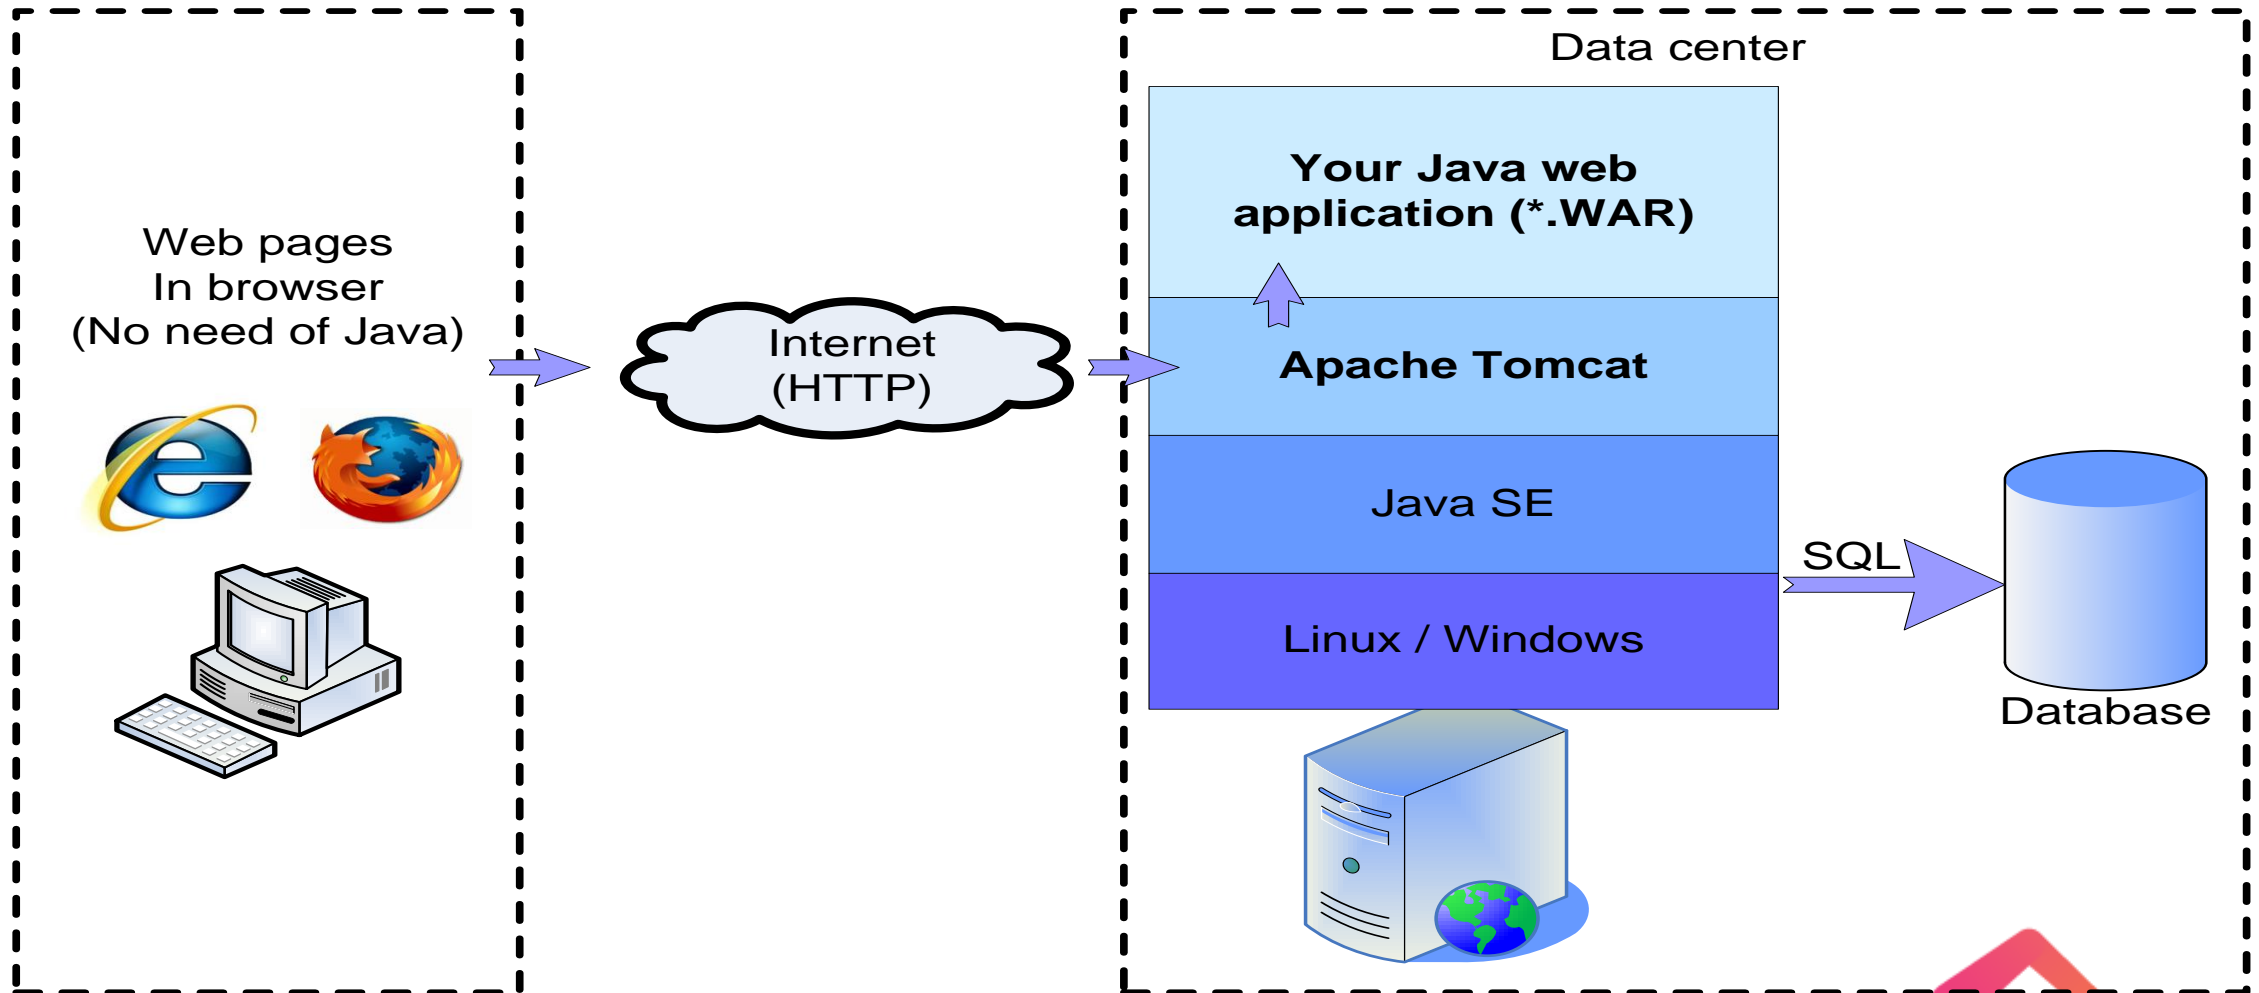 Web pages
In browser
(No need of Java)
Internet
(HTTP)
Data center
Your Java web
application (*.WAR)
Apache Tomcat
Java SE
Linux / Windows
SQL
Database